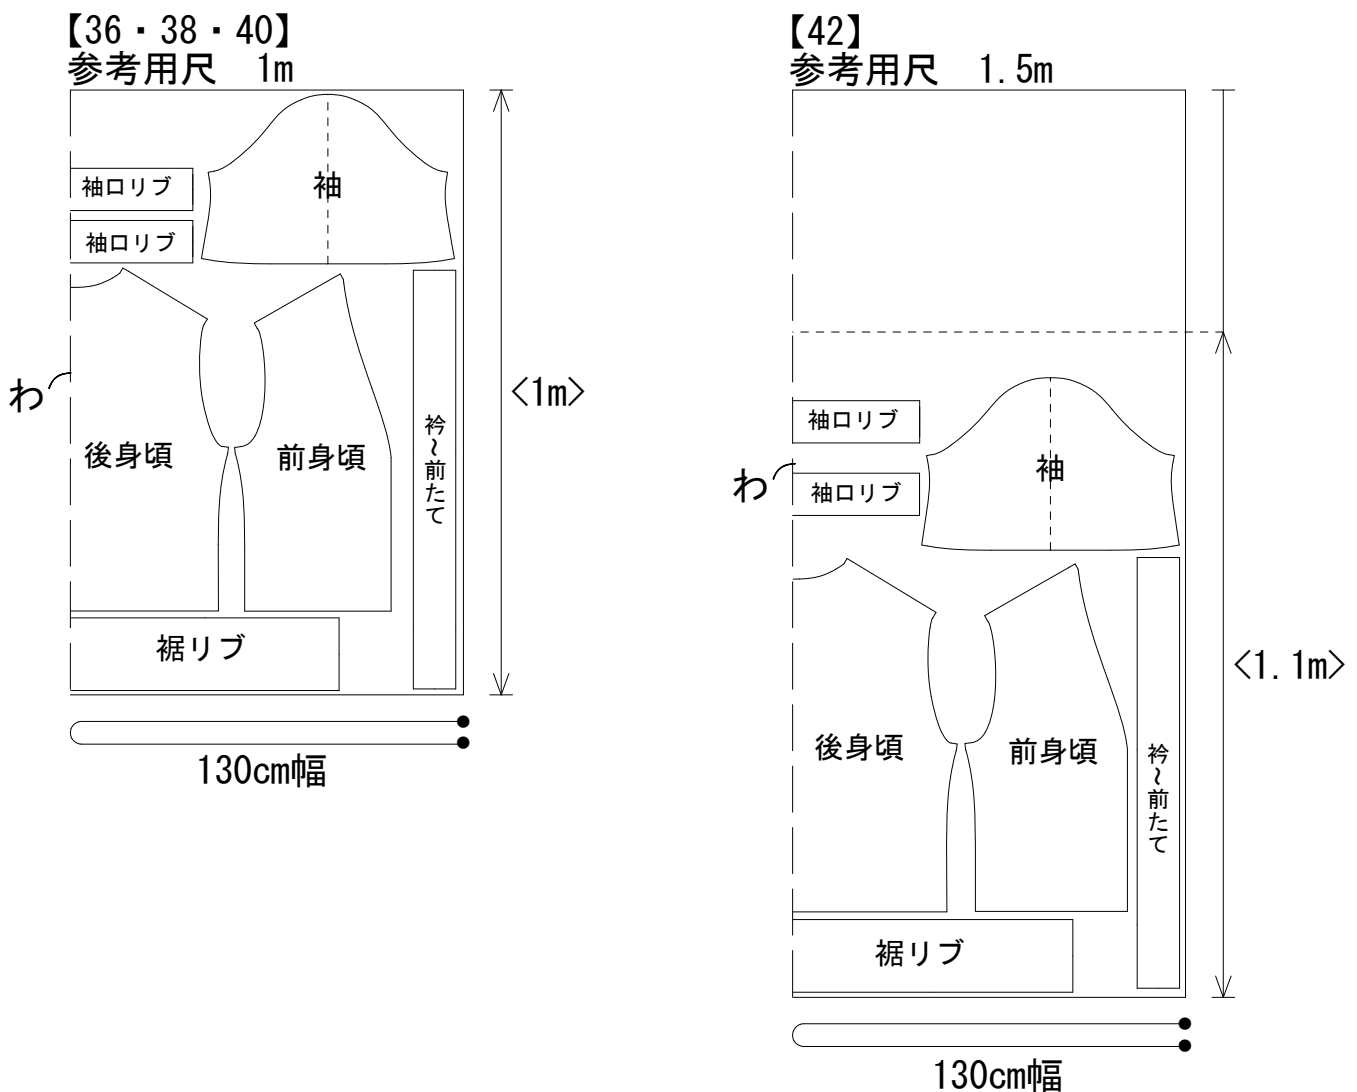 【36・38・40】
参考用尺　1m
袖口リブ
袖
袖口リブ
わ
<1m>
後身頃
前身頃
衿～前たて
裾リブ
130cm幅
【42】
参考用尺　1.5m
袖口リブ
袖
わ
袖口リブ
<1.1m>
後身頃
前身頃
衿～前たて
裾リブ
130cm幅